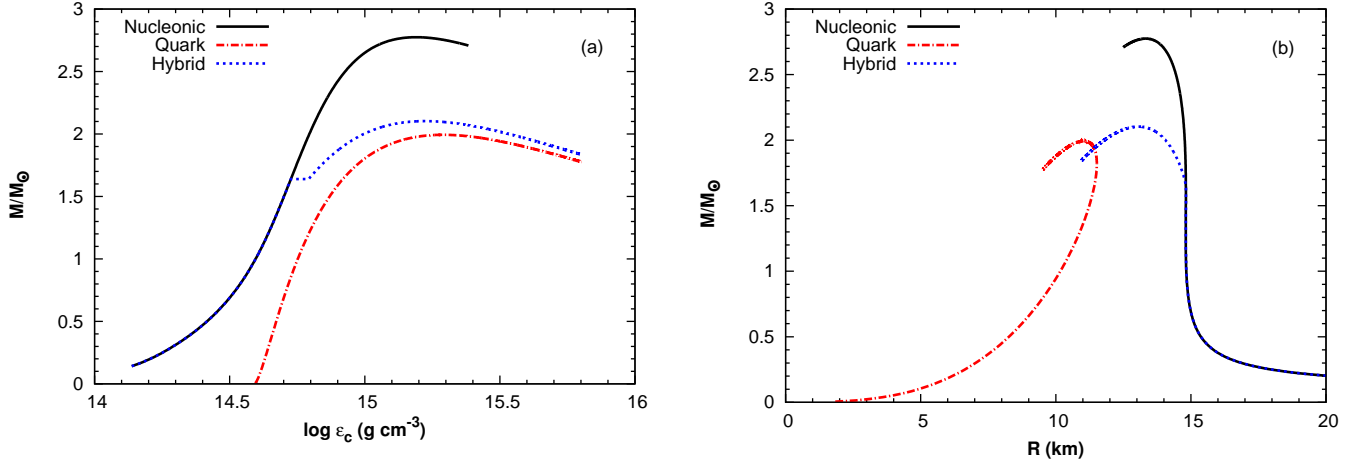 3
2.5
2
1.5
1
0.5
0
M/M⊙
Nucleonic
Quark
Hybrid
(a)
14
14.5
15
15.5
16
log εc (g cm-3)
3
2.5
2
1.5
1
0.5
0
M/M⊙
Nucleonic
Quark
Hybrid
(b)
0
5
10
15
20
R (km)